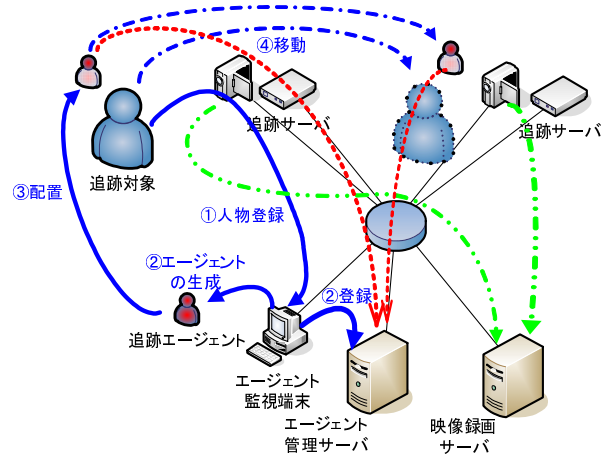 ④移動
追跡サーバ
追跡サーバ
追跡対象
③配置
①人物登録
②エージェント
の生成
②登録
追跡エージェント
エージェント
監視端末
エージェント
管理サーバ
映像録画
サーバ